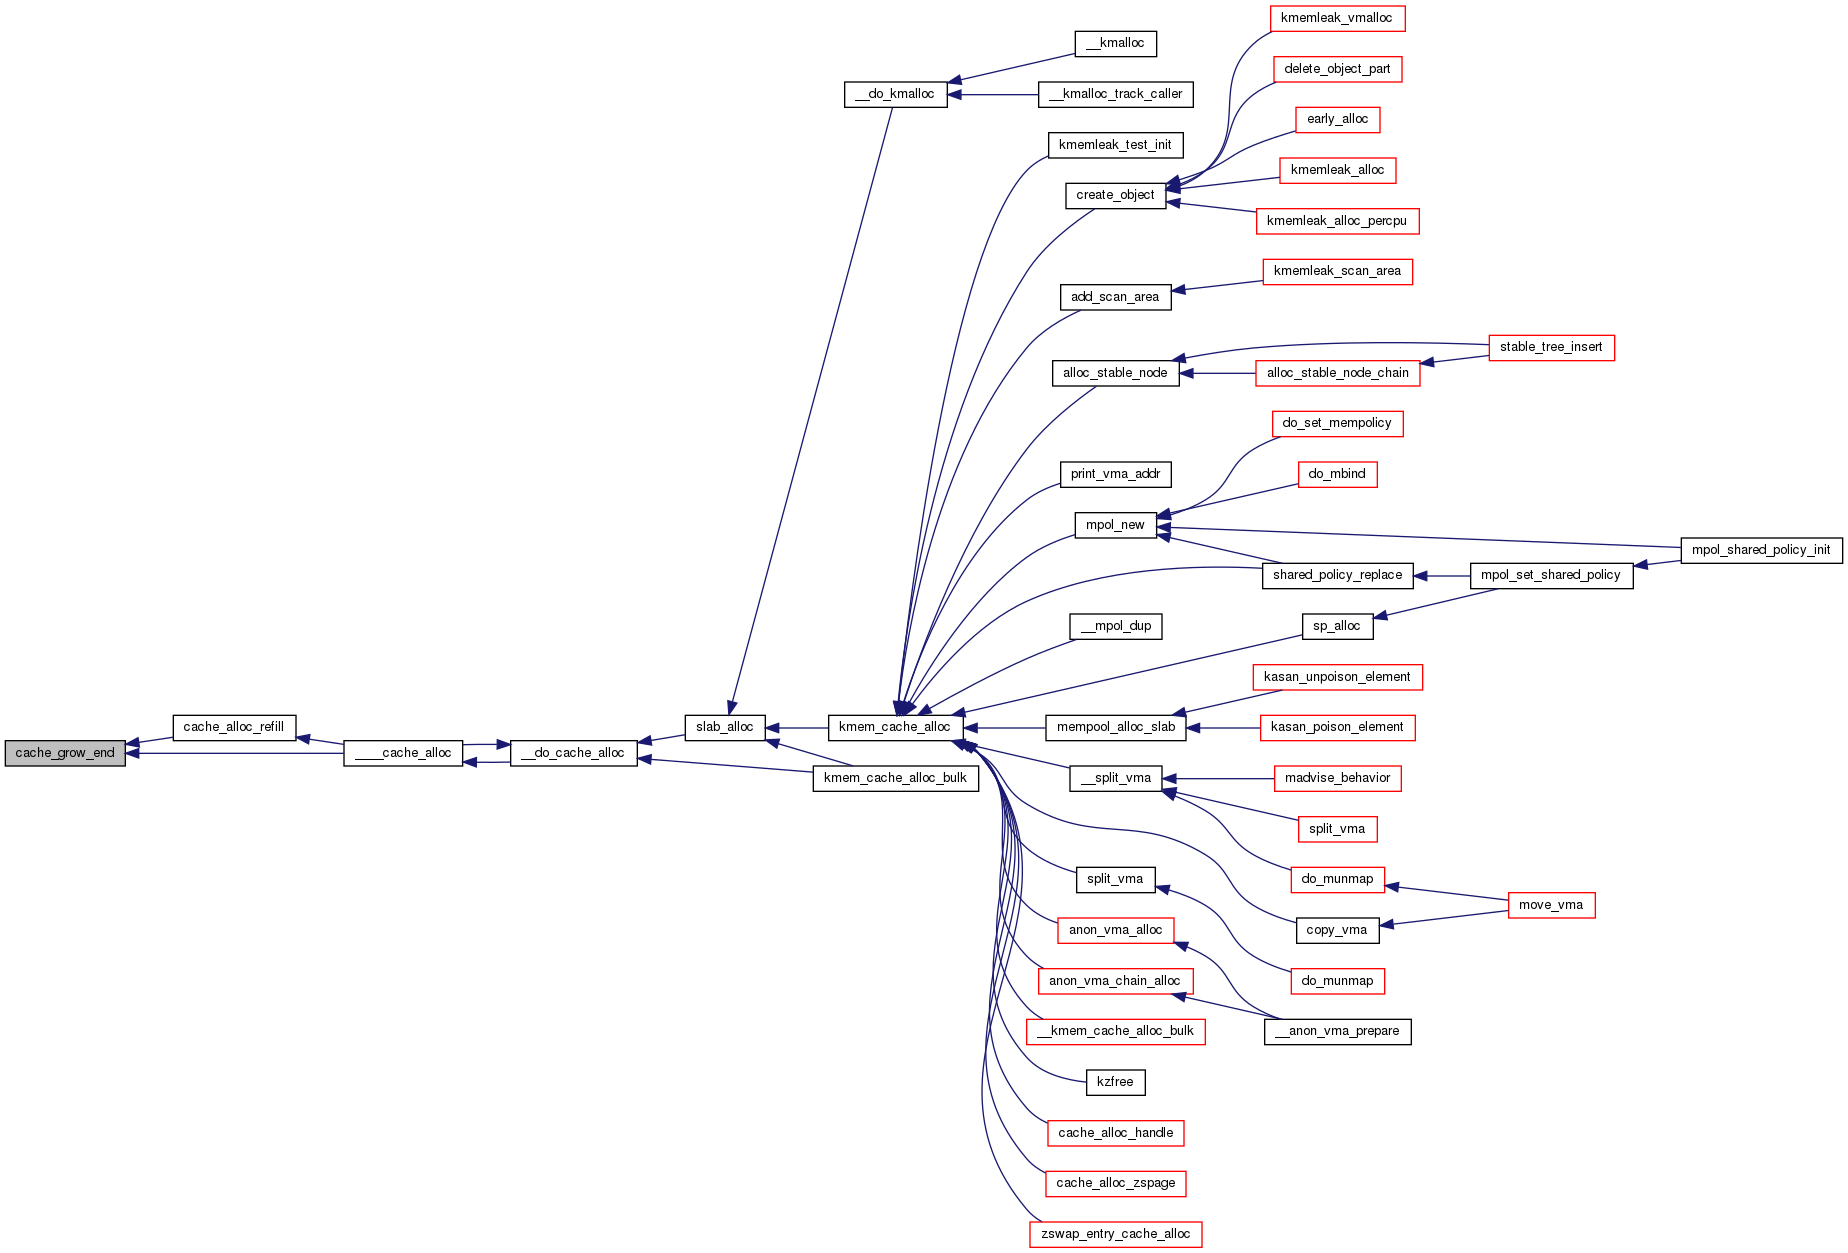 kmemleak_vmalloc
__kmalloc
delete_object_part
__do_kmalloc
__kmalloc_track_caller
early_alloc
kmemleak_test_init
kmemleak_alloc
create_object
kmemleak_alloc_percpu
kmemleak_scan_area
add_scan_area
stable_tree_insert
alloc_stable_node
alloc_stable_node_chain
do_set_mempolicy
print_vma_addr
do_mbind
mpol_new
mpol_shared_policy_init
shared_policy_replace
mpol_set_shared_policy
__mpol_dup
sp_alloc
kasan_unpoison_element
cache_alloc_refill
slab_alloc
kmem_cache_alloc
mempool_alloc_slab
kasan_poison_element
cache_grow_end
____cache_alloc
__do_cache_alloc
kmem_cache_alloc_bulk
__split_vma
madvise_behavior
split_vma
split_vma
do_munmap
move_vma
anon_vma_alloc
copy_vma
anon_vma_chain_alloc
do_munmap
__kmem_cache_alloc_bulk
__anon_vma_prepare
kzfree
cache_alloc_handle
cache_alloc_zspage
zswap_entry_cache_alloc